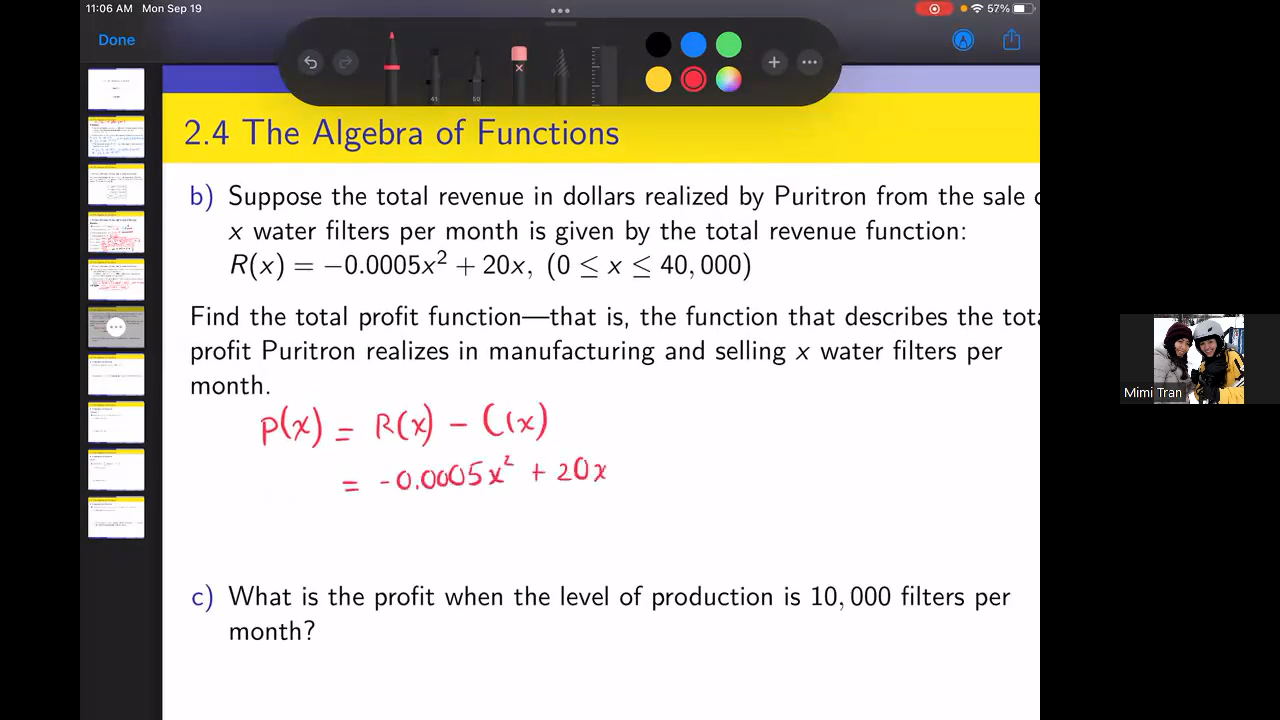 11:06 AM Mon Sep 19
57%
Done
41
50
2.4 The Algebra of Functions
b) Suppose the total revenue in dollars realized by Puritron from the sale o
x water filters per month is given by the total revenue function:
R(x) = −0.0005x² + 20x, (0 ≤ x ≤ 40,000)
Find the total profit function—that is, the function that describes the tota
profit Puritron realizes in manufacturing and selling x water filters per
month.
P(x) = R(x) − C(x)
= -0.0005x² + 20x
c) What is the profit when the level of production is 10,000 filters per
month?
Mimi Tran